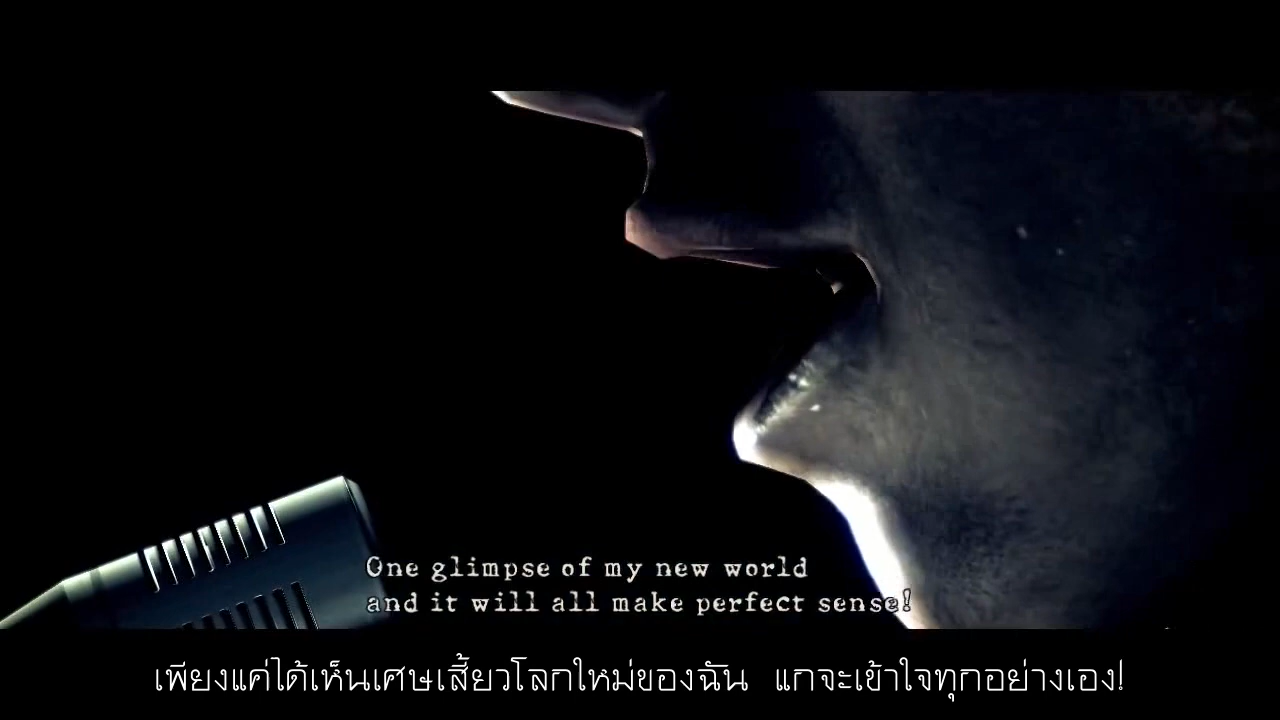 One glimpse of my new world
and it will all make perfect sense!
เพียงแค่ได้เห็นเศษเสี้ยวโลกใหม่ของฉัน แกจะเข้าใจทุกอย่างเอง!